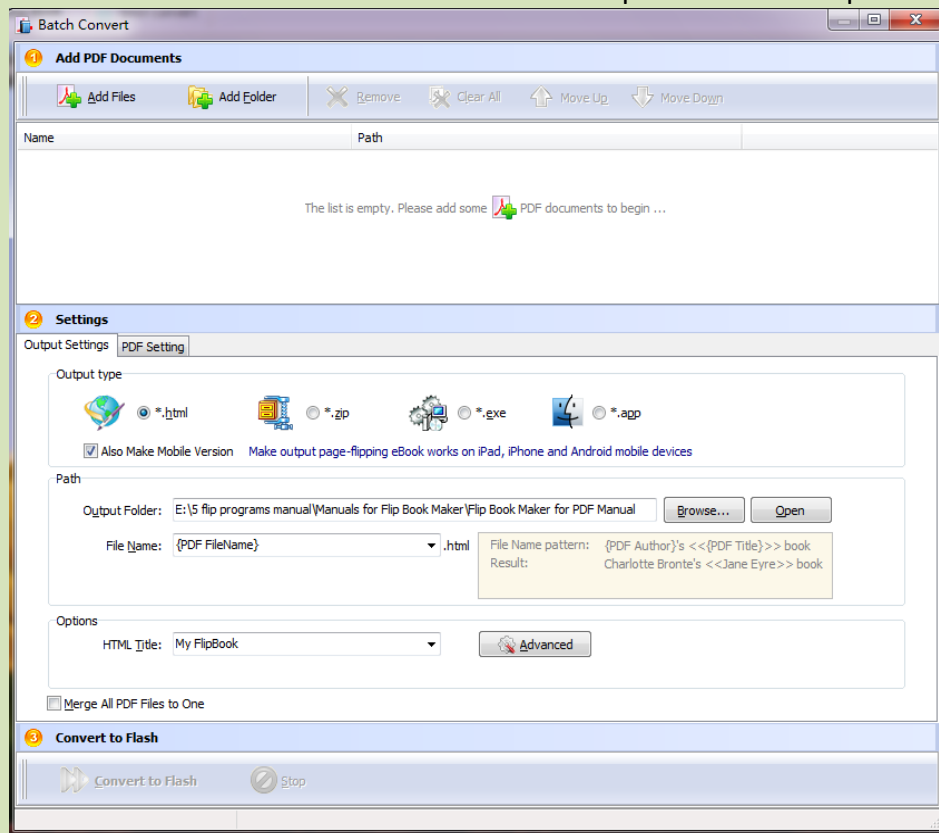 Batch Convert
1 Add PDF Documents
Add Files Add Folder Remove Clear All Move Up Move Down
Name Path
The list is empty. Please add some PDF documents to begin ...
2 Settings
Output Settings PDF Setting
Output type
*.html *.zip *.exe *.app
Also Make Mobile Version Make output page-flipping eBook works on iPad, iPhone and Android mobile devices
Path
Output Folder: E:\5 flip programs manual\Manuals for Flip Book Maker\Flip Book Maker for PDF Manual Browse... Open
File Name: {PDF FileName} .html File Name pattern: {PDF Author}'s <<{PDF Title}>> book
Result: Charlotte Bronte's <<Jane Eyre>> book
Options
HTML Title: My FlipBook Advanced
Merge All PDF Files to One
3 Convert to Flash
Convert to Flash Stop